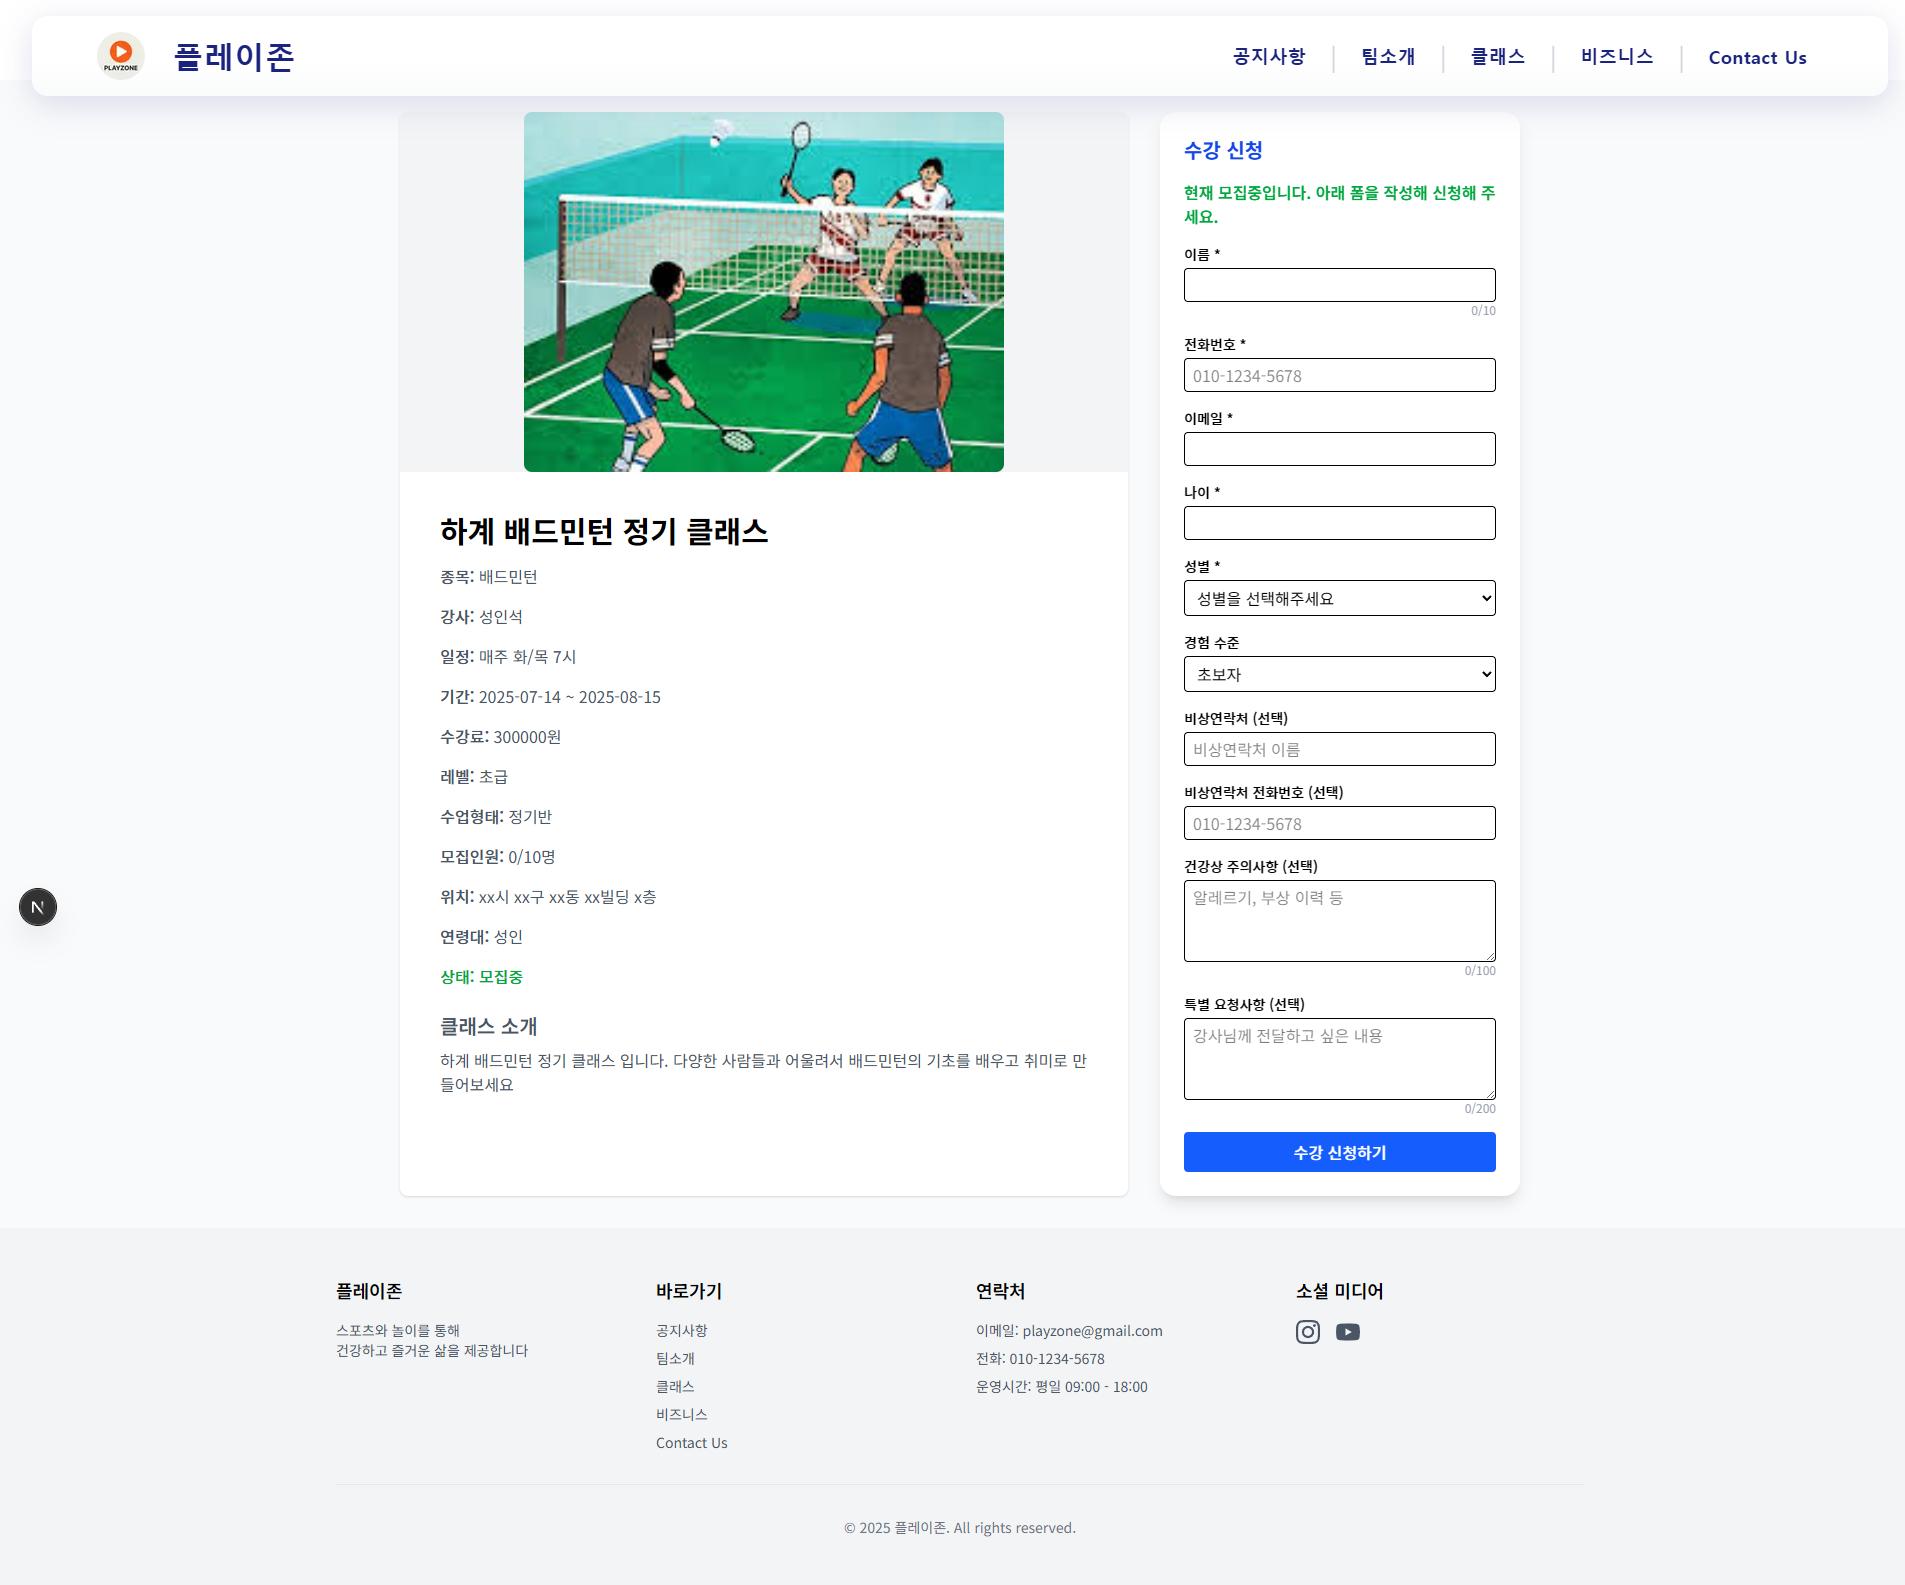 PLAYZONE
플레이존
공지사항
팀소개
클래스
비즈니스
Contact Us
하계 배드민턴 정기 클래스
종목: 배드민턴
강사: 성인석
일정: 매주 화/목 7시
기간: 2025-07-14 ~ 2025-08-15
수강료: 300000원
레벨: 초급
수업형태: 정기반
모집인원: 0/10명
위치: xx시 xx구 xx동 xx빌딩 x층
연령대: 성인
상태: 모집중
클래스 소개
하계 배드민턴 정기 클래스 입니다. 다양한 사람들과 어울려서 배드민턴의 기초를 배우고 취미로 만
들어보세요
수강 신청
현재 모집중입니다. 아래 폼을 작성해 신청해 주
세요.
이름 *
0/10
전화번호 *
010-1234-5678
이메일 *
나이 *
성별 *
성별을 선택해주세요
경험 수준
초보자
비상연락처 (선택)
비상연락처 이름
비상연락처 전화번호 (선택)
010-1234-5678
건강상 주의사항 (선택)
알레르기, 부상 이력 등
0/100
특별 요청사항 (선택)
강사님께 전달하고 싶은 내용
0/200
수강 신청하기
N
플레이존
스포츠와 놀이를 통해
건강하고 즐거운 삶을 제공합니다
바로가기
공지사항
팀소개
클래스
비즈니스
Contact Us
연락처
이메일: playzone@gmail.com
전화: 010-1234-5678
운영시간: 평일 09:00 - 18:00
소셜 미디어
© 2025 플레이존. All rights reserved.